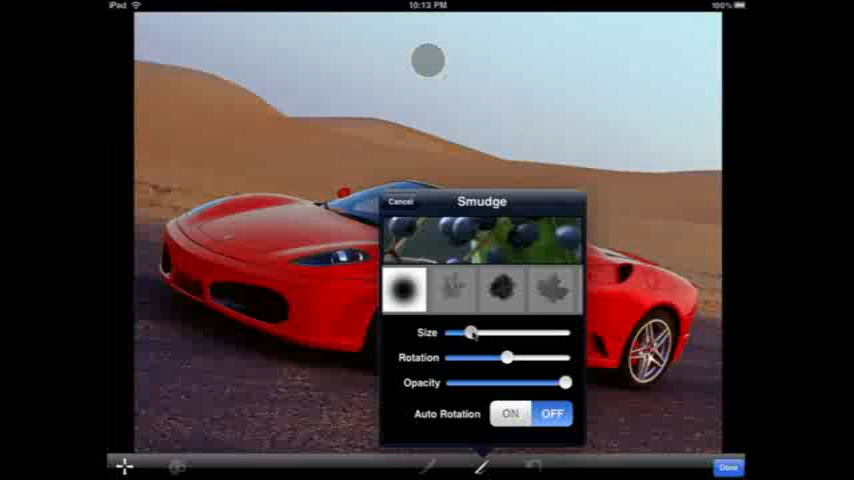 iPad 10:13 PM 100%
Cancel Smudge
Size
Rotation
Opacity
Auto Rotation ON OFF
Done